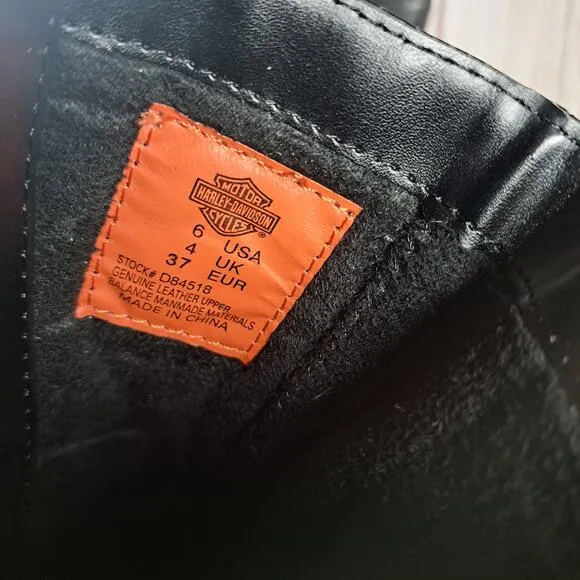 MOTOR
HARLEY-DAVIDSON
CYCLES
®
6 USA
4 UK
37 EUR
STOCK# D84518
GENUINE LEATHER UPPER
BALANCE MANMADE MATERIALS
MADE IN CHINA